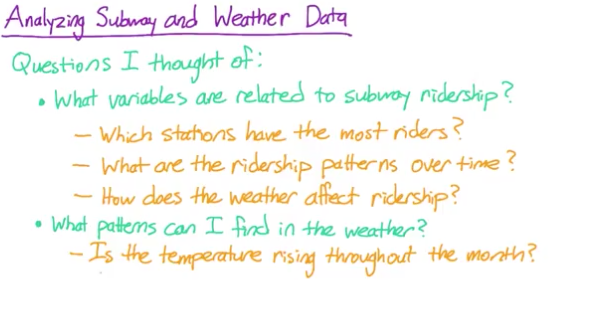 Analyzing Subway and Weather Data
Questions I thought of:
• What variables are related to subway ridership?
– Which stations have the most riders?
– What are the ridership patterns over time?
– How does the weather affect ridership?
• What patterns can I find in the weather?
– Is the temperature rising throughout the month?